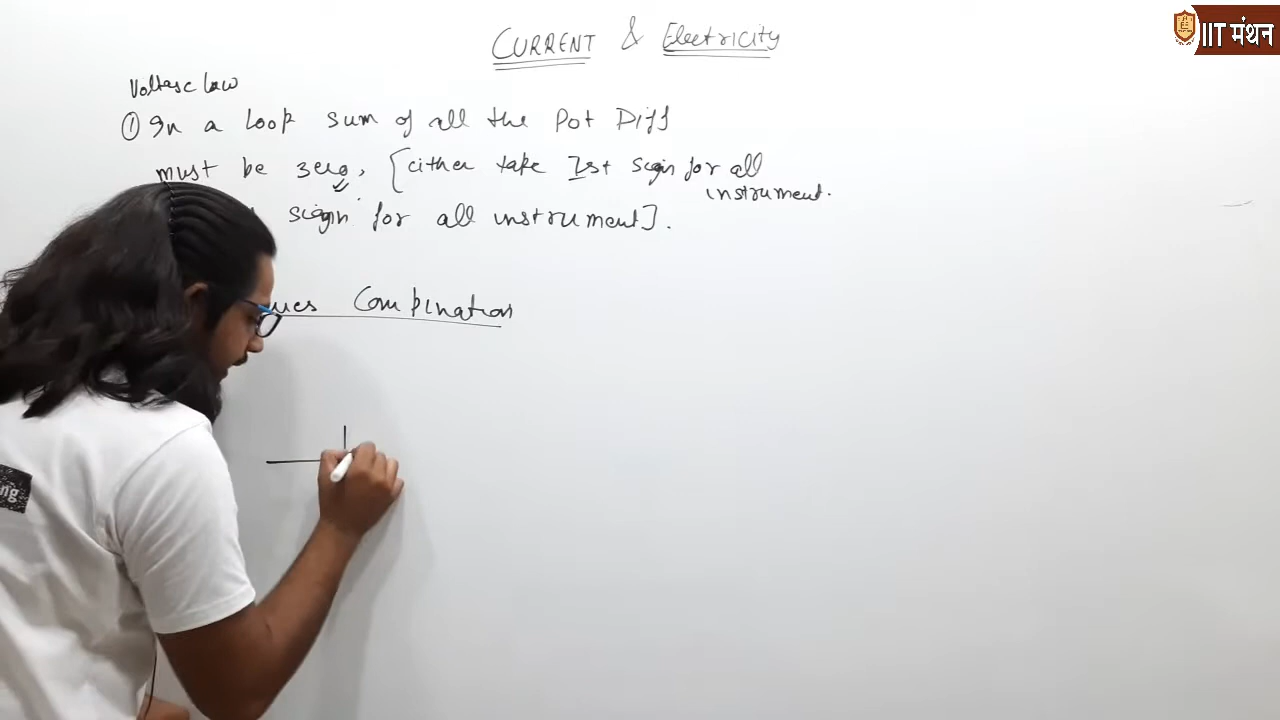 CURRENT & Electricity
IIT मंथन
Voltage law
① In a Loop sum of all the Pot Diff
must be zero, [either take Ist sign for all
instrument.
sign for all instrument].
Combination
ng